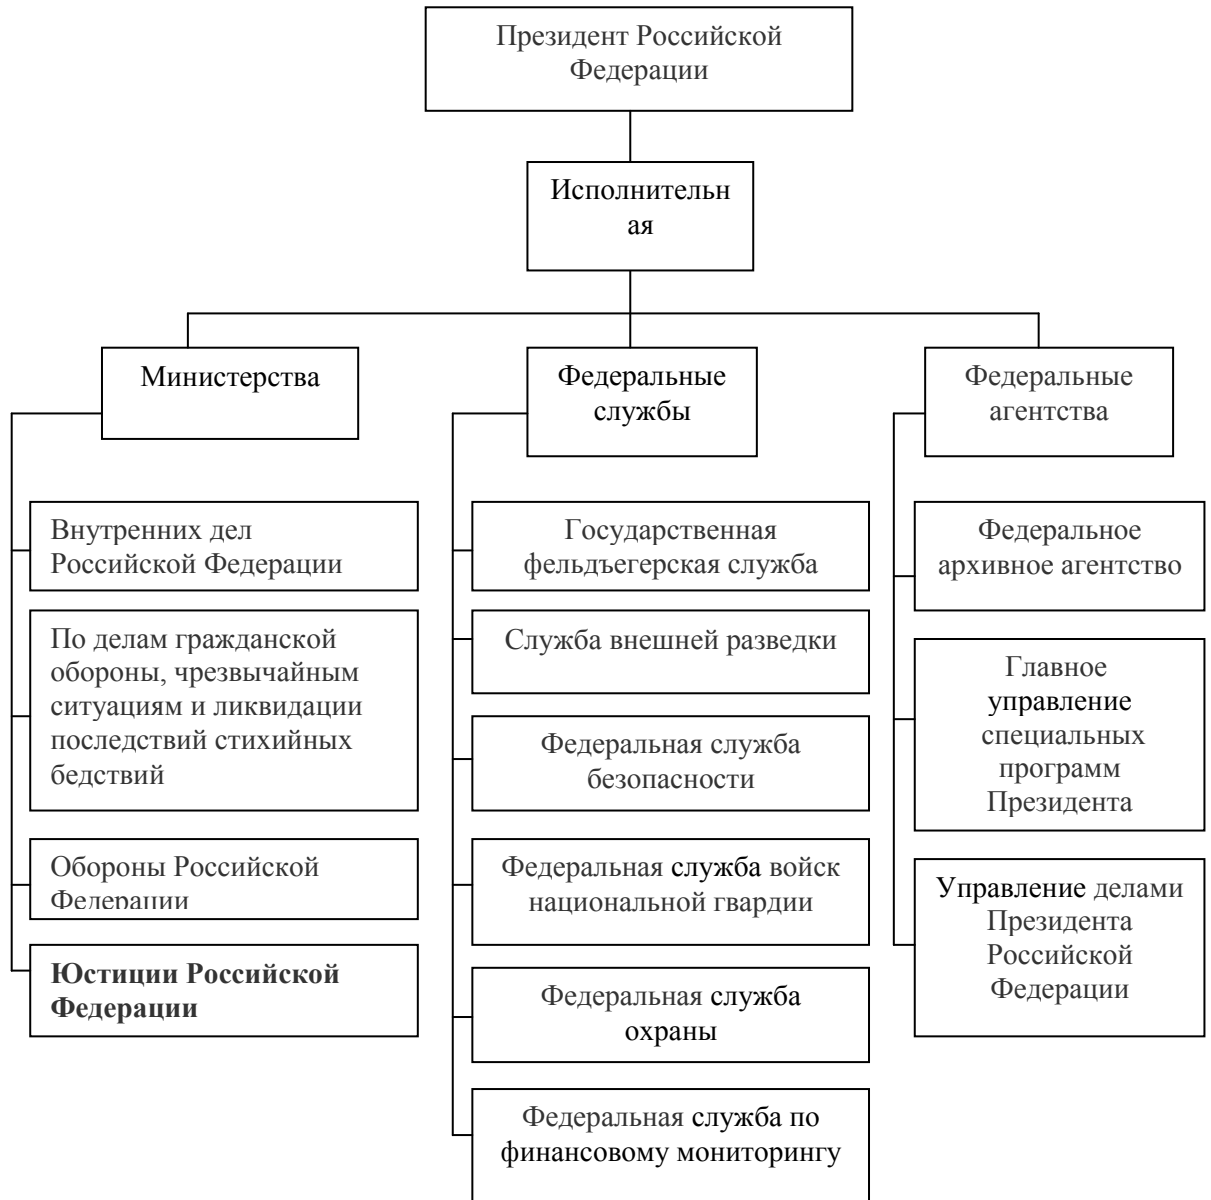 Президент Российской
Федерации
Исполнительн
ая
Министерства
Внутренних дел
Российской Федерации
По делам гражданской
обороны, чрезвычайным
ситуациям и ликвидации
последствий стихийных
бедствий
Обороны Российской
Федерации
Юстиции Российской
Федерации
Федеральные
службы
Государственная
фельдъегерская служба
Служба внешней разведки
Федеральная служба
безопасности
Федеральная служба войск
национальной гвардии
Федеральная служба
охраны
Федеральная служба по
финансовому мониторингу
Федеральные
агентства
Федеральное
архивное агентство
Главное
управление
специальных
программ
Президента
Управление делами
Президента
Российской
Федерации